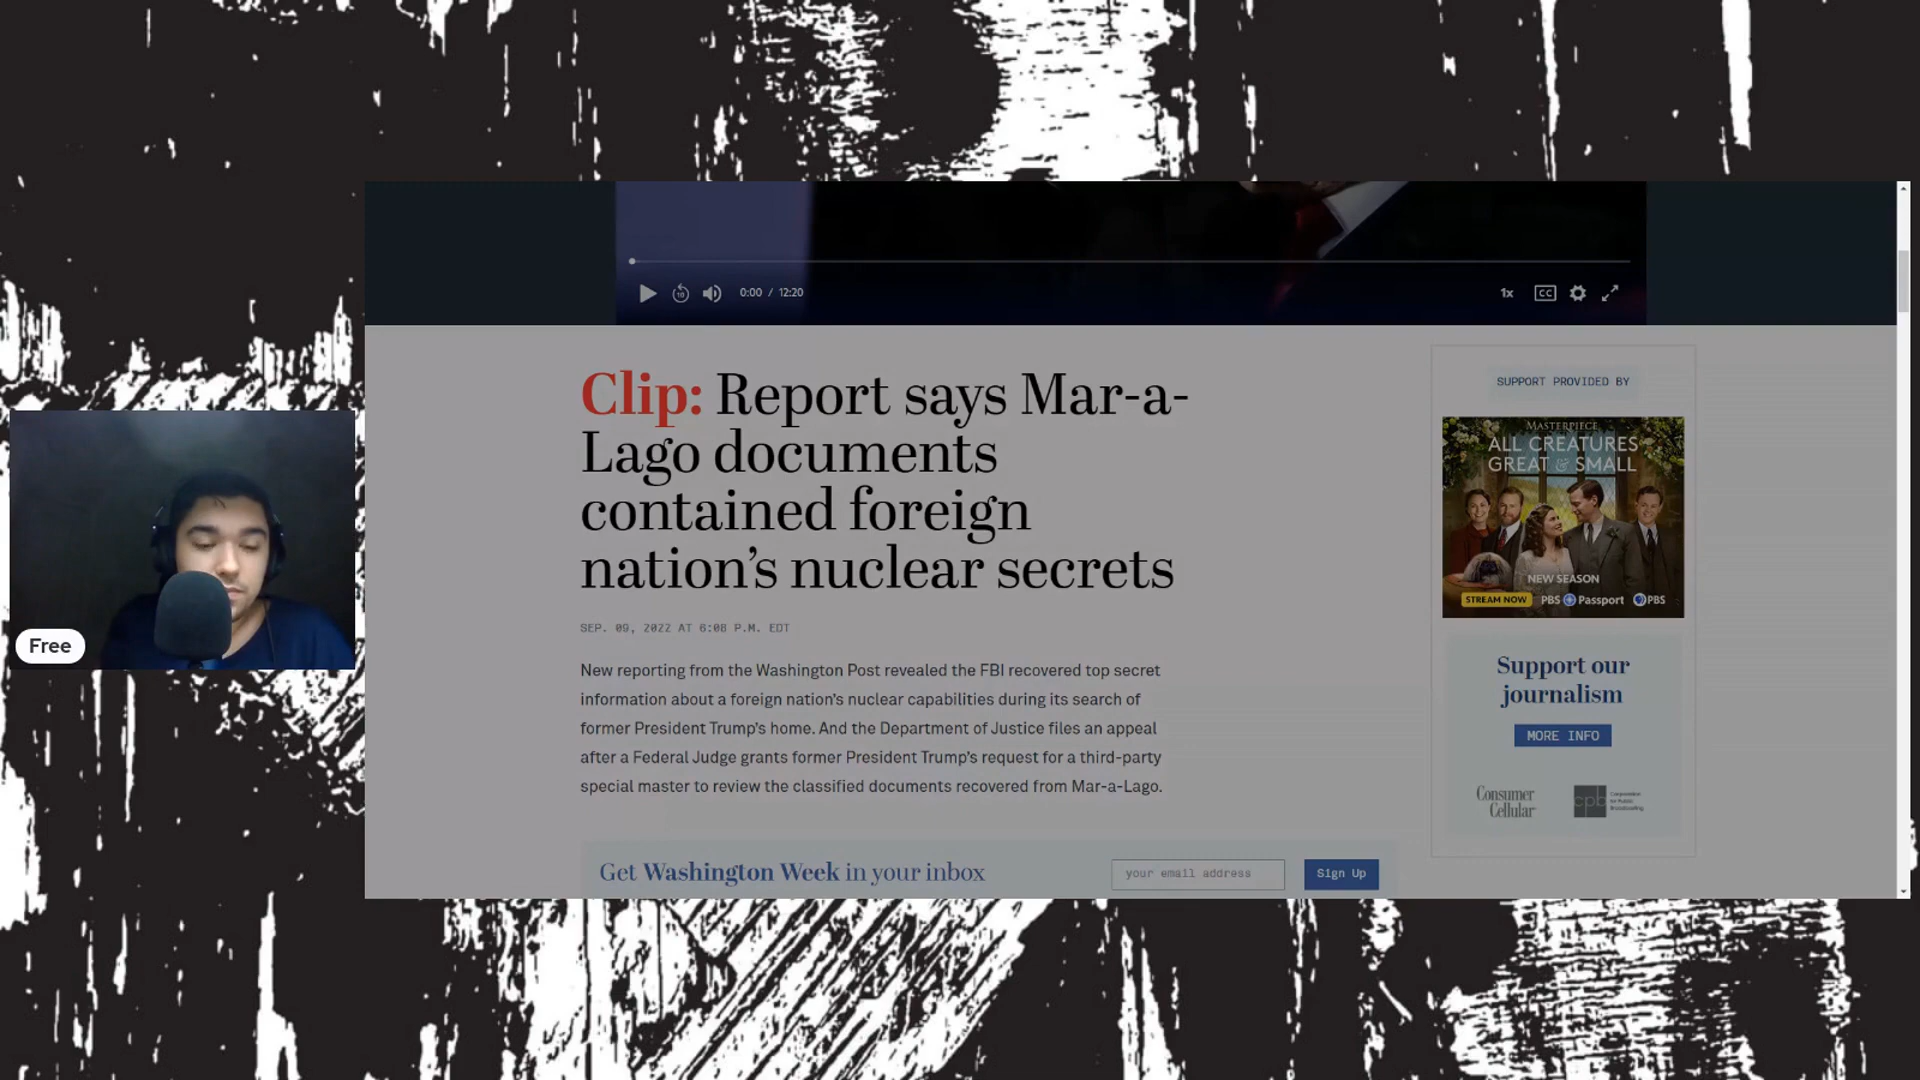 0:00 / 12:20
1x
CC
Clip: Report says Mar-a-
Lago documents
contained foreign
nation's nuclear secrets
SEP. 09, 2022 AT 6:08 P.M. EDT
New reporting from the Washington Post revealed the FBI recovered top secret
information about a foreign nation's nuclear capabilities during its search of
former President Trump's home. And the Department of Justice files an appeal
after a Federal Judge grants former President Trump's request for a third-party
special master to review the classified documents recovered from Mar-a-Lago.
Get Washington Week in your inbox
your email address
Sign Up
SUPPORT PROVIDED BY
MASTERPIECE
ALL CREATURES
GREAT & SMALL
NEW SEASON
STREAM NOW
PBS Passport
PBS
Support our
journalism
MORE INFO
Consumer
Cellular
cpb
Corporation
for Public
Broadcasting
Free